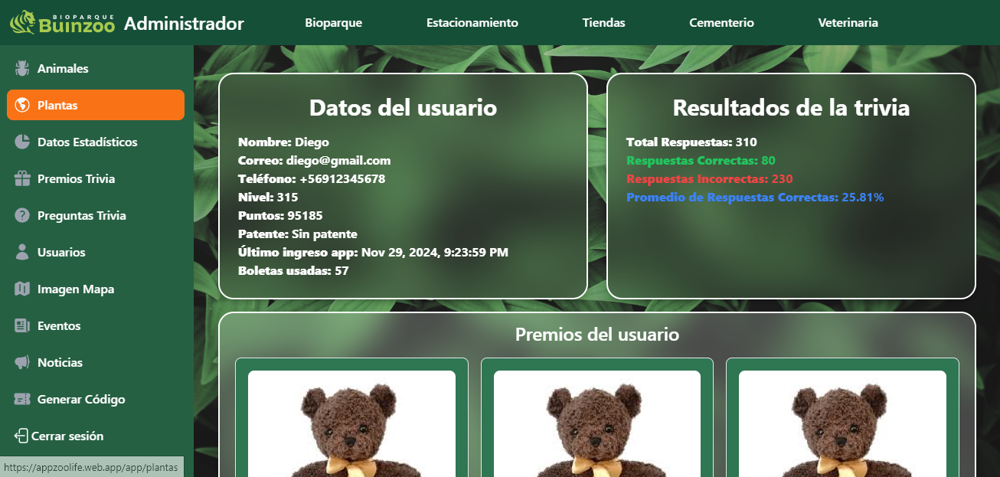 BIOPARQUE
Buinzoo
Administrador
Bioparque
Estacionamiento
Tiendas
Cementerio
Veterinaria
Animales
Plantas
Datos Estadísticos
Premios Trivia
Preguntas Trivia
Usuarios
Imagen Mapa
Eventos
Noticias
Generar Código
Cerrar sesión
https://appzoolife.web.app/app/plantas
Datos del usuario
Nombre: Diego
Correo: diego@gmail.com
Teléfono: +56912345678
Nivel: 315
Puntos: 95185
Patente: Sin patente
Último ingreso app: Nov 29, 2024, 9:23:59 PM
Boletas usadas: 57
Resultados de la trivia
Total Respuestas: 310
Respuestas Correctas: 80
Respuestas Incorrectas: 230
Promedio de Respuestas Correctas: 25.81%
Premios del usuario